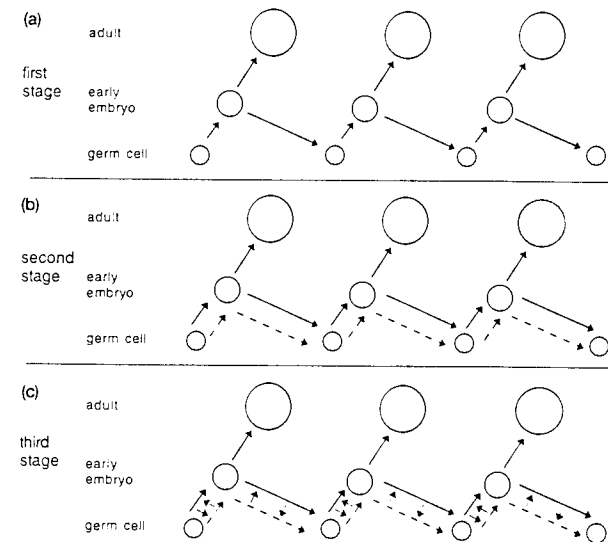 (a)
adult
first
stage
early
embryo
germ cell
(b)
adult
second
stage
early
embryo
germ cell
(c)
adult
third
stage
early
embryo
germ cell